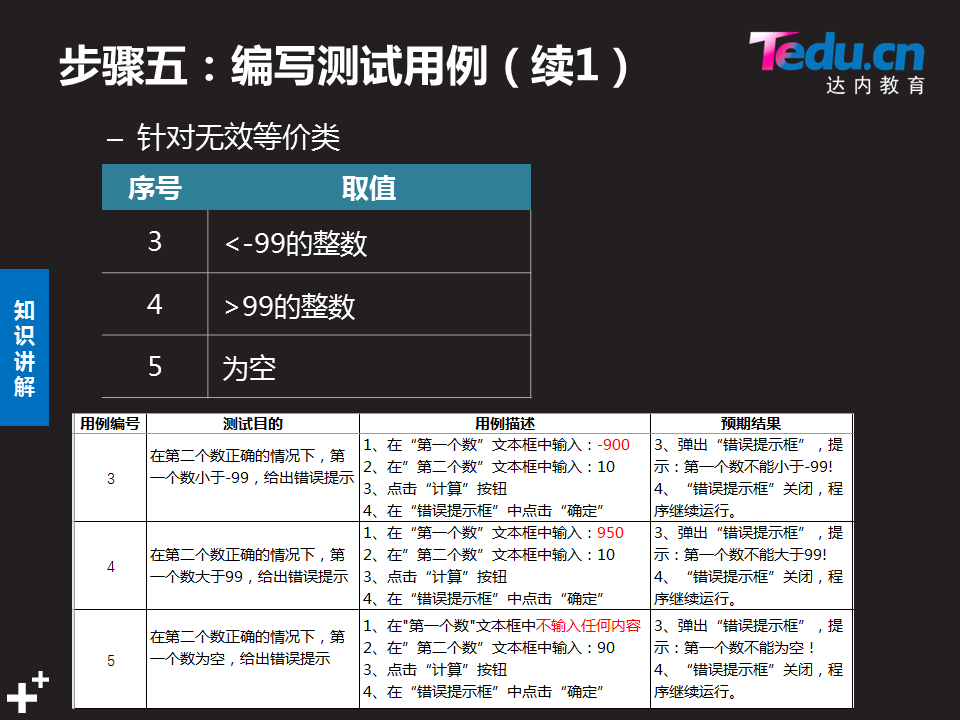 步骤五：编写测试用例（续1）
Tedu.cn
达内教育
– 针对无效等价类
序号 取值
3 <-99的整数
4 >99的整数
5 为空
知
识
讲
解
用例编号 测试目的 用例描述 预期结果
3
在第二个数正确的情况下，第
一个数小于-99，给出错误提示
1、在“第一个数”文本框中输入：-900
2、在”第二个数”文本框中输入：10
3、点击“计算”按钮
4、在“错误提示框”中点击“确定”
3、弹出“错误提示框”，提
示：第一个数不能小于-99!
4、“错误提示框”关闭，程
序继续运行。
4
在第二个数正确的情况下，第
一个数大于99，给出错误提示
1、在“第一个数”文本框中输入：950
2、在”第二个数”文本框中输入：10
3、点击“计算”按钮
4、在“错误提示框”中点击“确定”
3、弹出“错误提示框”，提
示：第一个数不能大于99!
4、“错误提示框”关闭，程
序继续运行。
5
在第二个数正确的情况下，第
一个数为空，给出错误提示
1、在"第一个数"文本框中不输入任何内容
2、在”第二个数”文本框中输入：90
3、点击“计算”按钮
4、在“错误提示框”中点击“确定”
3、弹出“错误提示框”，提
示：第一个数不能为空！
4、“错误提示框”关闭，程
序继续运行。